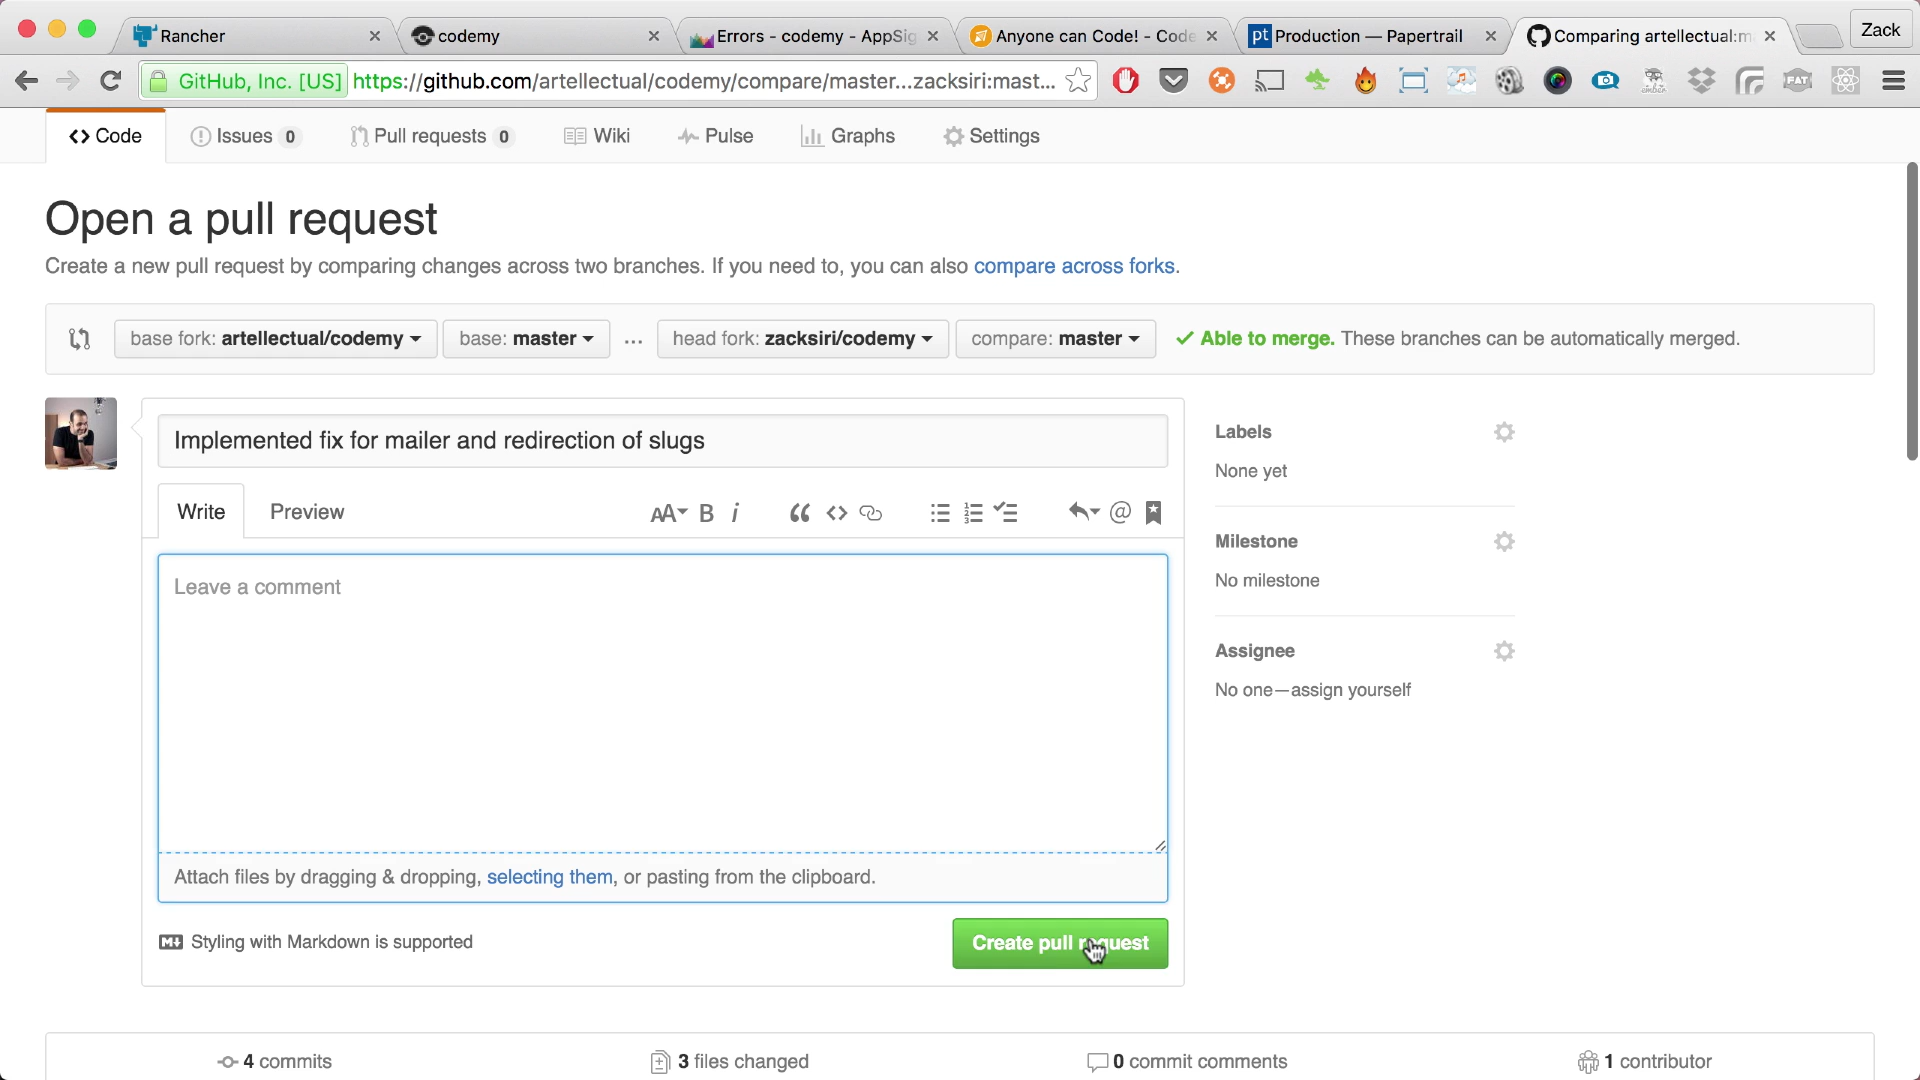 Rancher
codemy
Errors - codemy - AppSig
Anyone can Code! - Code
pt Production — Papertrail
Comparing artellectual:m
Zack
GitHub, Inc. [US] https://github.com/artellectual/codemy/compare/master...zacksiri:mast...
FAT
Code
Issues 0
Pull requests 0
Wiki
Pulse
Graphs
Settings
Open a pull request
Create a new pull request by comparing changes across two branches. If you need to, you can also compare across forks.
base fork: artellectual/codemy
base: master
...
head fork: zacksiri/codemy
compare: master
Able to merge. These branches can be automatically merged.
Implemented fix for mailer and redirection of slugs
Write
Preview
AA B i
Leave a comment
Attach files by dragging & dropping, selecting them, or pasting from the clipboard.
Styling with Markdown is supported
Create pull request
Labels
None yet
Milestone
No milestone
Assignee
No one—assign yourself
4 commits
3 files changed
0 commit comments
1 contributor